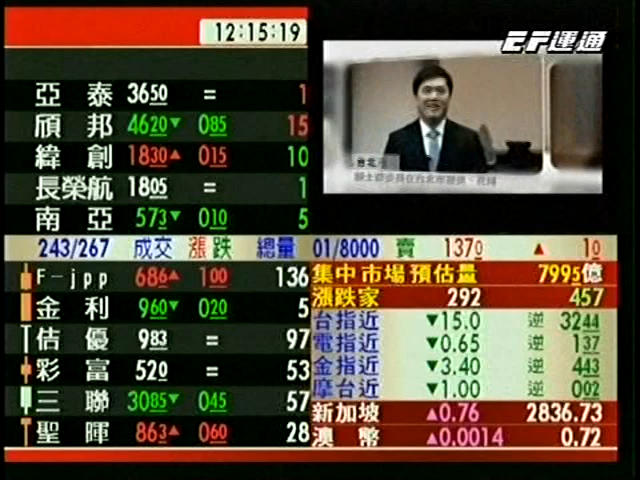 12:15:19
EF運通
亞泰 3650 = 1
頎邦 4620▼ 085 15
緯創 1830▲ 015 10
長榮航 1805 = 1
南亞 573▼ 010 5
台北
243/267 成交 漲跌 總量 01/8000 賣 1370 ▲ 10
F-jpp 686▲ 100 136
金利 960▼ 020 5
佶優 983 = 97
彩富 520 = 53
三聯 3085▼ 045 57
聖暉 863▲ 060 28
集中市場預估量 7995億
漲跌家 292 457
台指近 ▼15.0 逆 3244
電指近 ▼0.65 逆 137
金指近 ▼3.40 逆 443
摩台近 ▼1.00 逆 002
新加坡 ▲0.76 2836.73
澳幣 ▲0.0014 0.72